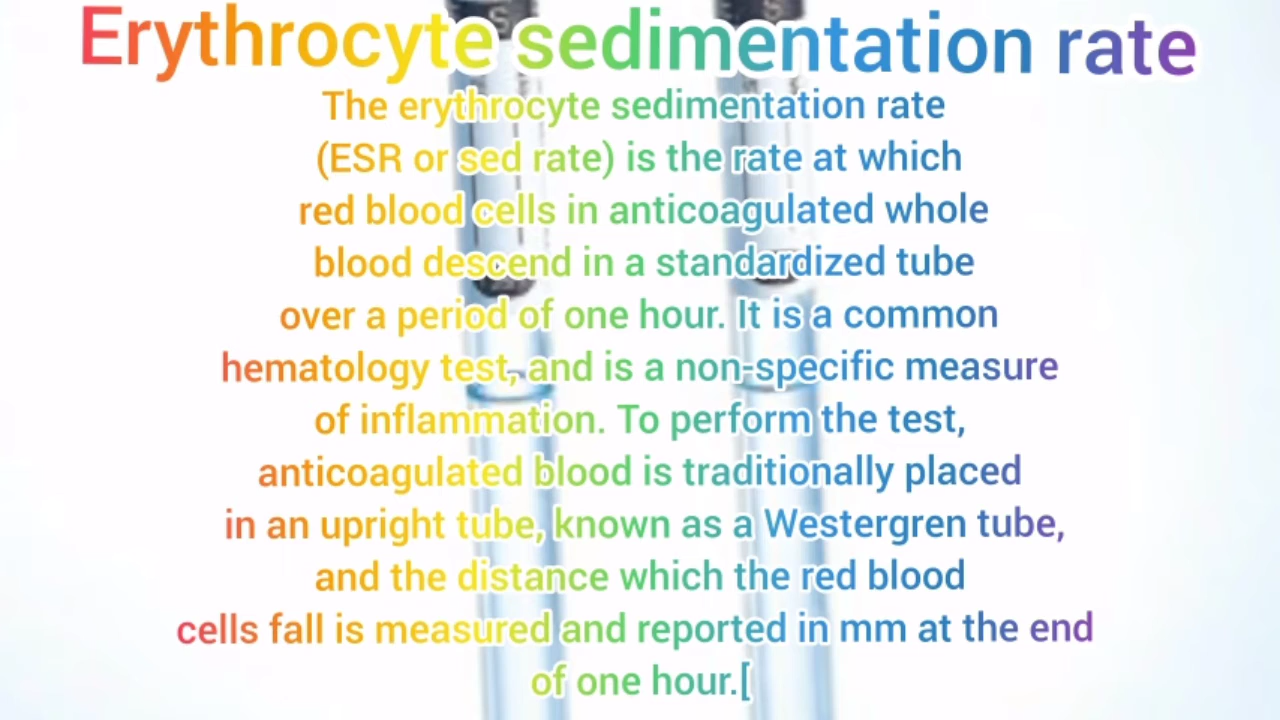 Erythrocyte sedimentation rate
The erythrocyte sedimentation rate
(ESR or sed rate) is the rate at which
red blood cells in anticoagulated whole
blood descend in a standardized tube
over a period of one hour. It is a common
hematology test, and is a non-specific measure
of inflammation. To perform the test,
anticoagulated blood is traditionally placed
in an upright tube, known as a Westergren tube,
and the distance which the red blood
cells fall is measured and reported in mm at the end
of one hour.[